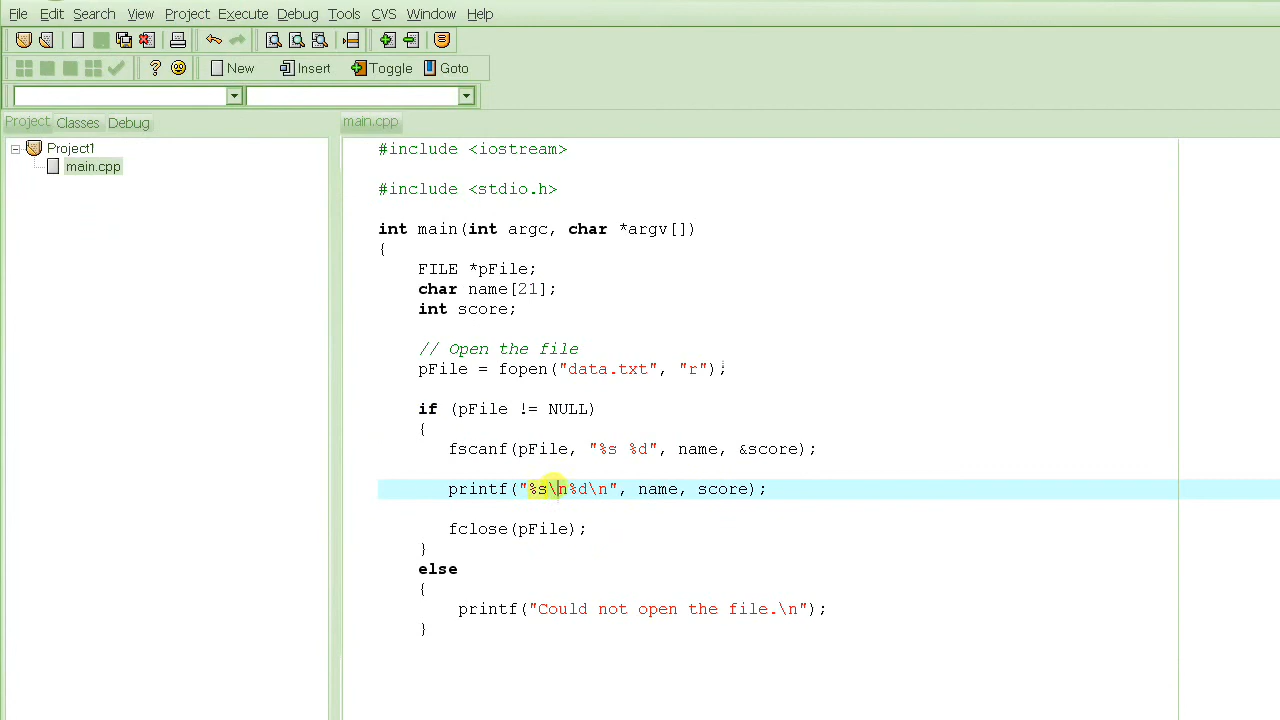 File Edit Search View Project Execute Debug Tools CVS Window Help
? New Insert Toggle Goto
Project Classes Debug
main.cpp
Project1
main.cpp
#include <iostream>
#include <stdio.h>
int main(int argc, char *argv[])
{
FILE *pFile;
char name[21];
int score;
// Open the file
pFile = fopen("data.txt", "r");
if (pFile != NULL)
{
fscanf(pFile, "%s %d", name, &score);
printf("%s\n%d\n", name, score);
fclose(pFile);
}
else
{
printf("Could not open the file.\n");
}